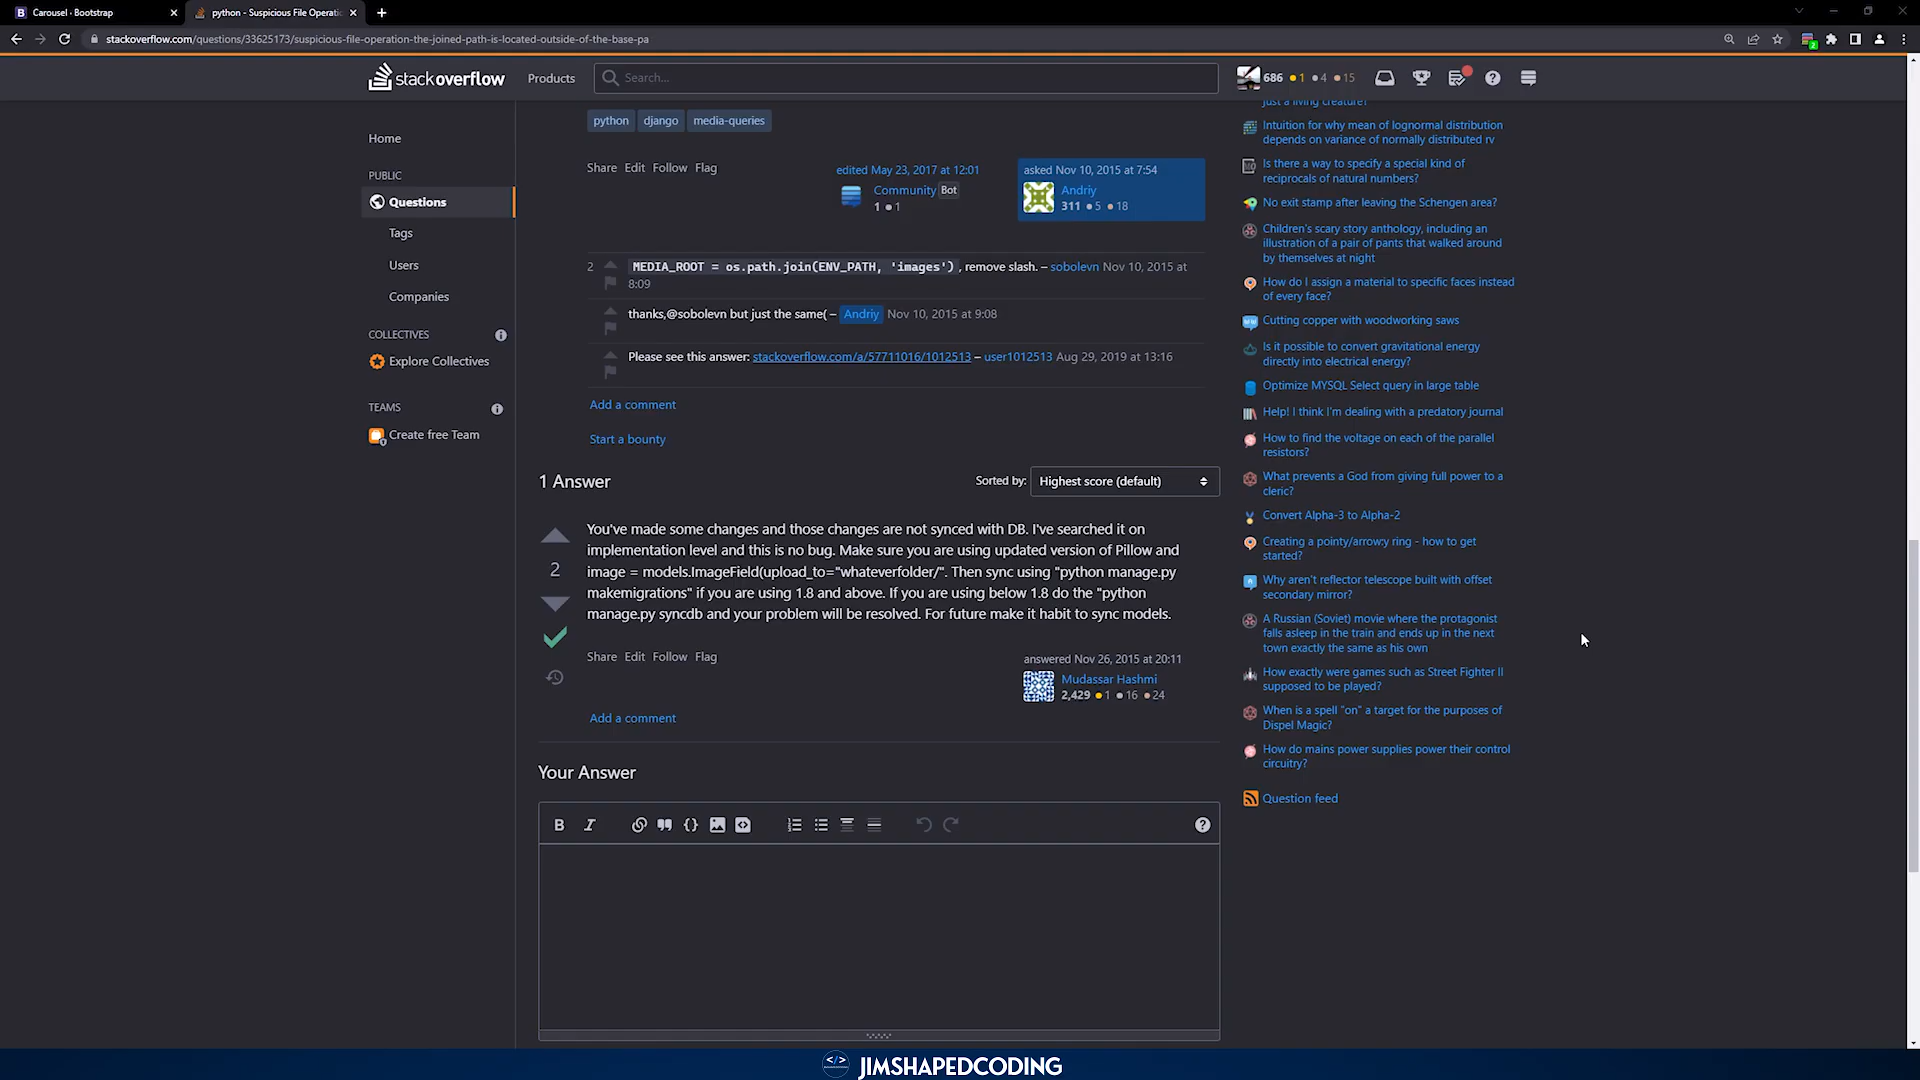 Carousel · Bootstrap
python - Suspicious File Operatio
stackoverflow.com/questions/33625173/suspicious-file-operation-the-joined-path-is-located-outside-of-the-base-pa
2
stackoverflow
Products
Search...
686 1 4 15
Home
PUBLIC
Questions
Tags
Users
Companies
COLLECTIVES
Explore Collectives
TEAMS
Create free Team
python django media-queries
Share Edit Follow Flag
edited May 23, 2017 at 12:01
Community Bot
1 1
asked Nov 10, 2015 at 7:54
Andriy
311 5 18
2 MEDIA_ROOT = os.path.join(ENV_PATH, 'images') , remove slash. – sobolevn Nov 10, 2015 at
8:09
thanks,@sobolevn but just the same( – Andriy Nov 10, 2015 at 9:08
Please see this answer: stackoverflow.com/a/57711016/1012513 – user1012513 Aug 29, 2019 at 13:16
Add a comment
Start a bounty
1 Answer
Sorted by: Highest score (default)
2
You've made some changes and those changes are not synced with DB. I've searched it on
implementation level and this is no bug. Make sure you are using updated version of Pillow and
image = models.ImageField(upload_to="whateverfolder/". Then sync using "python manage.py
makemigrations" if you are using 1.8 and above. If you are using below 1.8 do the "python
manage.py syncdb and your problem will be resolved. For future make it habit to sync models.
Share Edit Follow Flag
answered Nov 26, 2015 at 20:11
Mudassar Hashmi
2,429 1 16 24
Add a comment
Your Answer
B I
just a living creature?
Intuition for why mean of lognormal distribution
depends on variance of normally distributed rv
Is there a way to specify a special kind of
reciprocals of natural numbers?
No exit stamp after leaving the Schengen area?
Children's scary story anthology, including an
illustration of a pair of pants that walked around
by themselves at night
How do I assign a material to specific faces instead
of every face?
Cutting copper with woodworking saws
Is it possible to convert gravitational energy
directly into electrical energy?
Optimize MYSQL Select query in large table
Help! I think I'm dealing with a predatory journal
How to find the voltage on each of the parallel
resistors?
What prevents a God from giving full power to a
cleric?
Convert Alpha-3 to Alpha-2
Creating a pointy/arrow:y ring - how to get
started?
Why aren't reflector telescope built with offset
secondary mirror?
A Russian (Soviet) movie where the protagonist
falls asleep in the train and ends up in the next
town exactly the same as his own
How exactly were games such as Street Fighter II
supposed to be played?
When is a spell "on" a target for the purposes of
Dispel Magic?
How do mains power supplies power their control
circuitry?
Question feed
</> JIMSHAPEDCODING